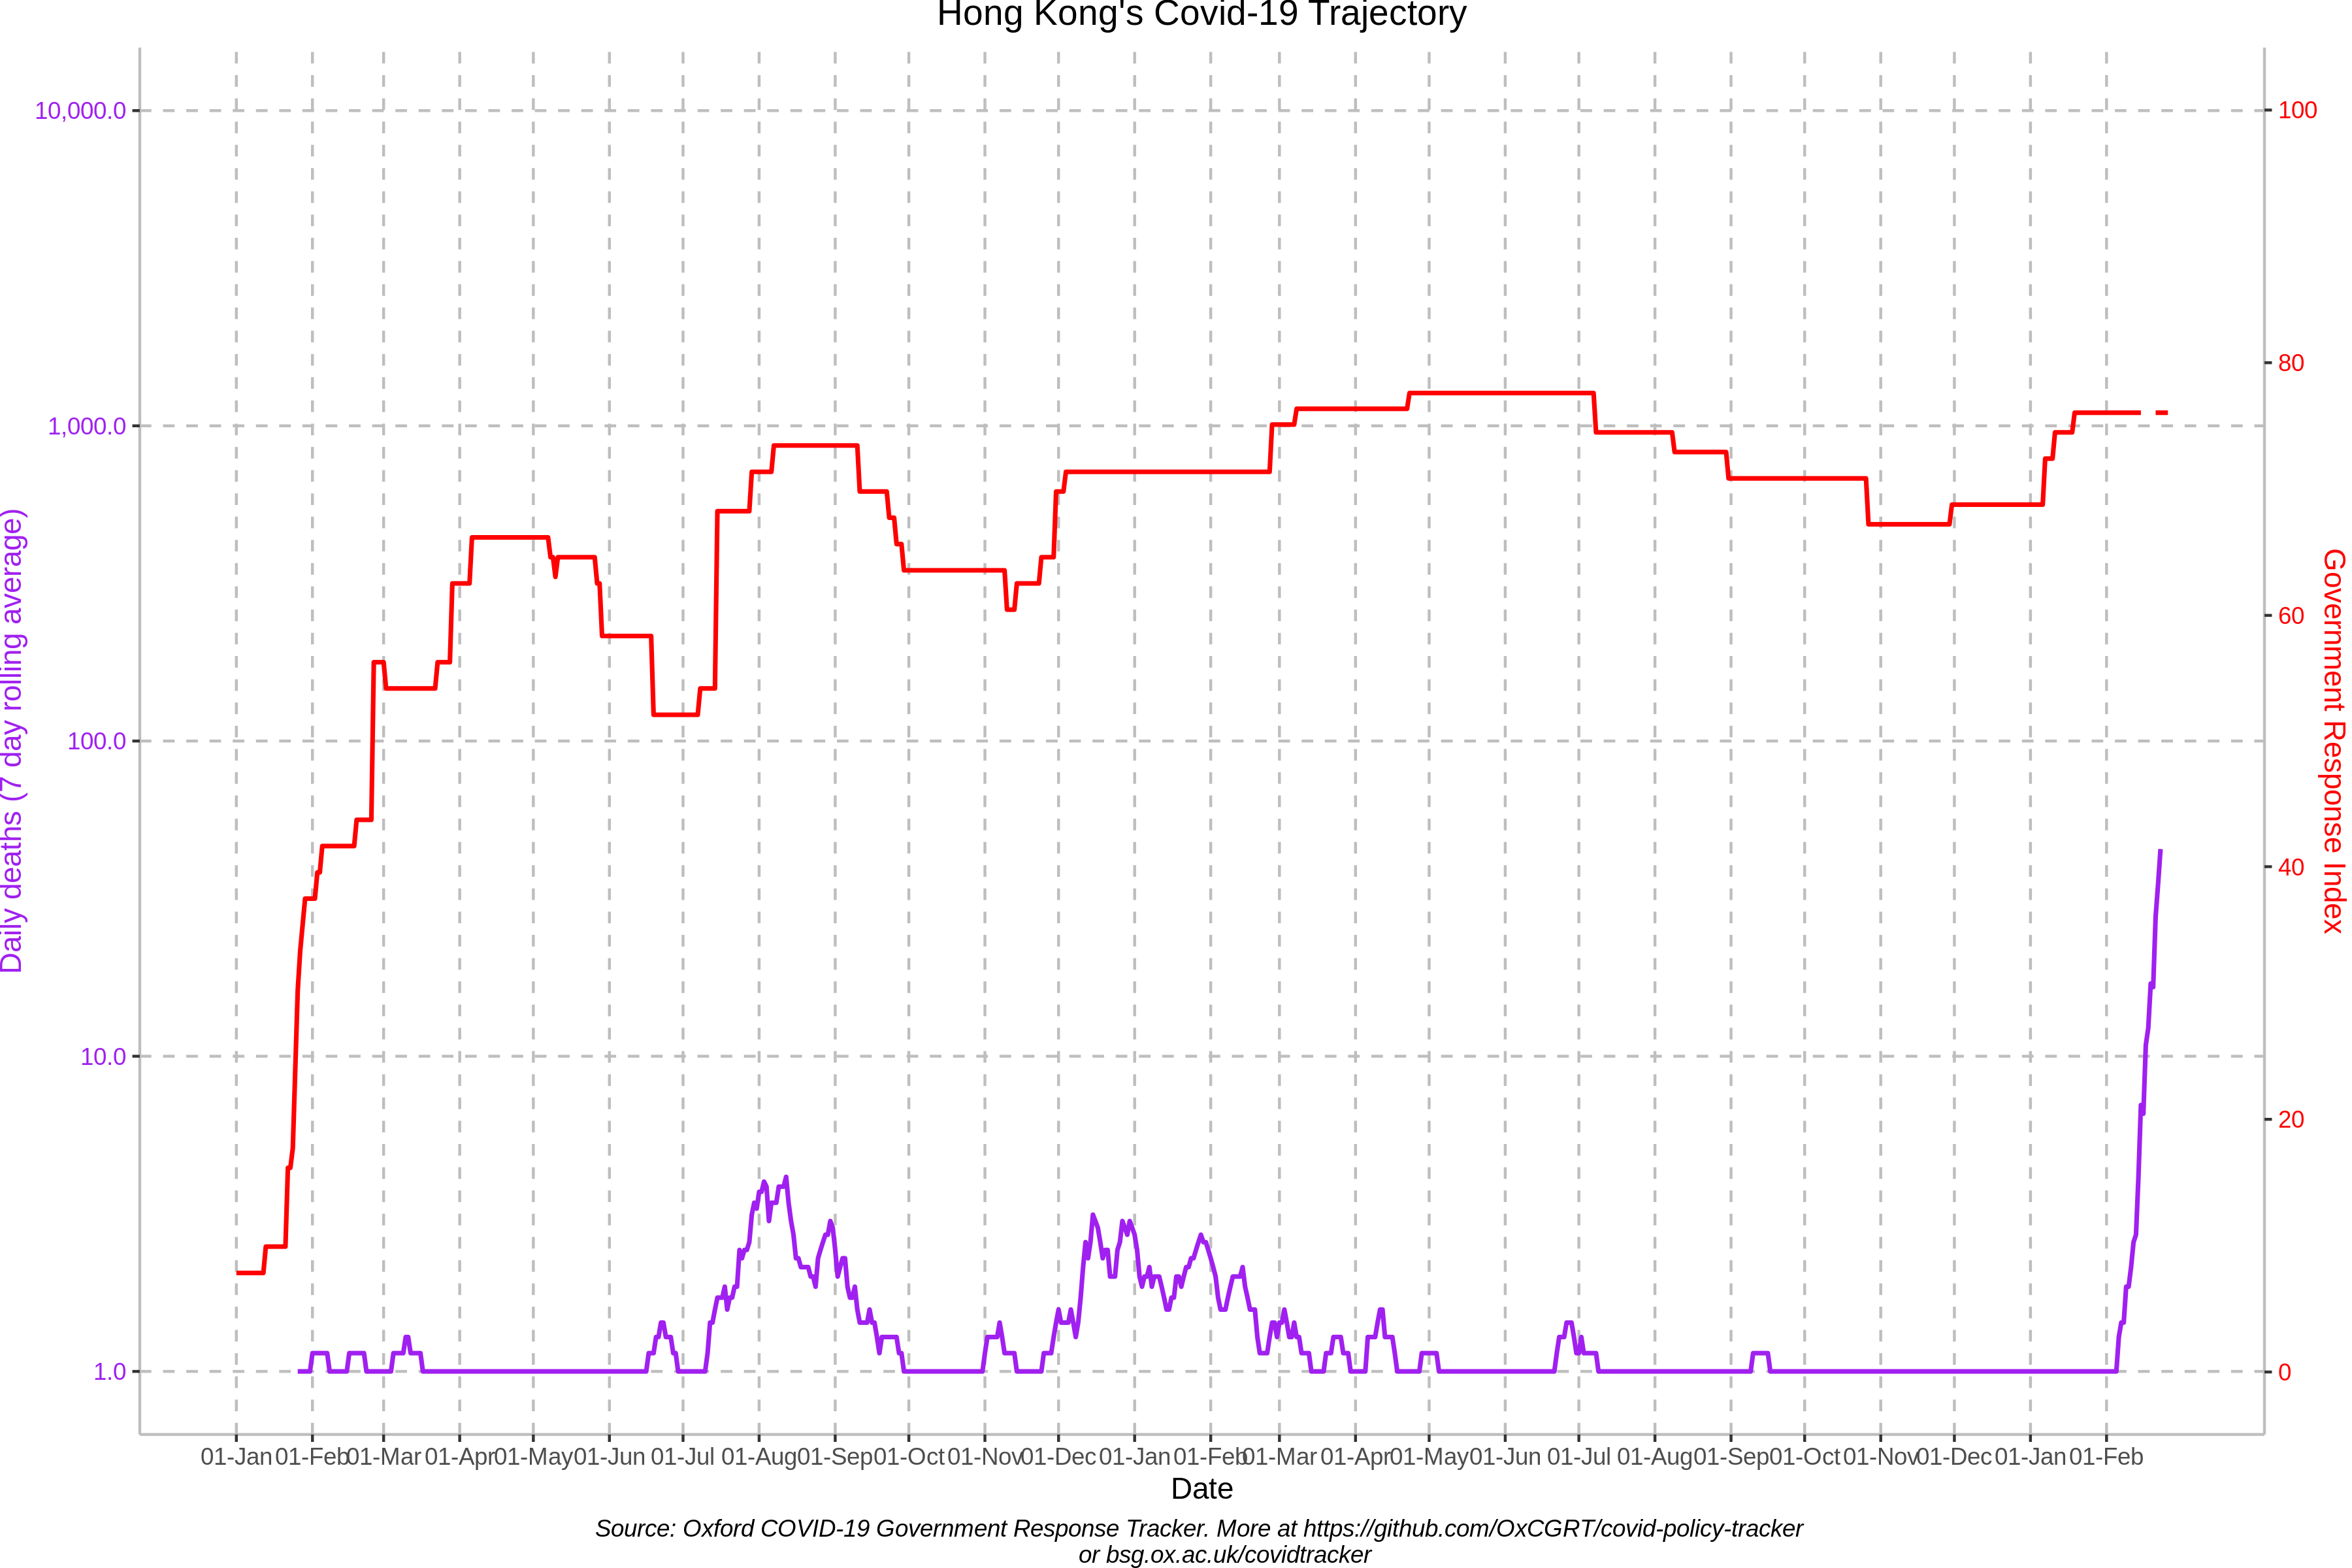 Hong Kong's Covid-19 Trajectory
10,000.0
1,000.0
100.0
10.0
1.0
Daily deaths (7 day rolling average)
100
80
60
40
20
0
Government Response Index
01-Jan 01-Feb 01-Mar 01-Apr 01-May 01-Jun 01-Jul 01-Aug 01-Sep 01-Oct 01-Nov 01-Dec 01-Jan 01-Feb 01-Mar 01-Apr 01-May 01-Jun 01-Jul 01-Aug 01-Sep 01-Oct 01-Nov 01-Dec 01-Jan 01-Feb
Date
Source: Oxford COVID-19 Government Response Tracker. More at https://github.com/OxCGRT/covid-policy-tracker
or bsg.ox.ac.uk/covidtracker